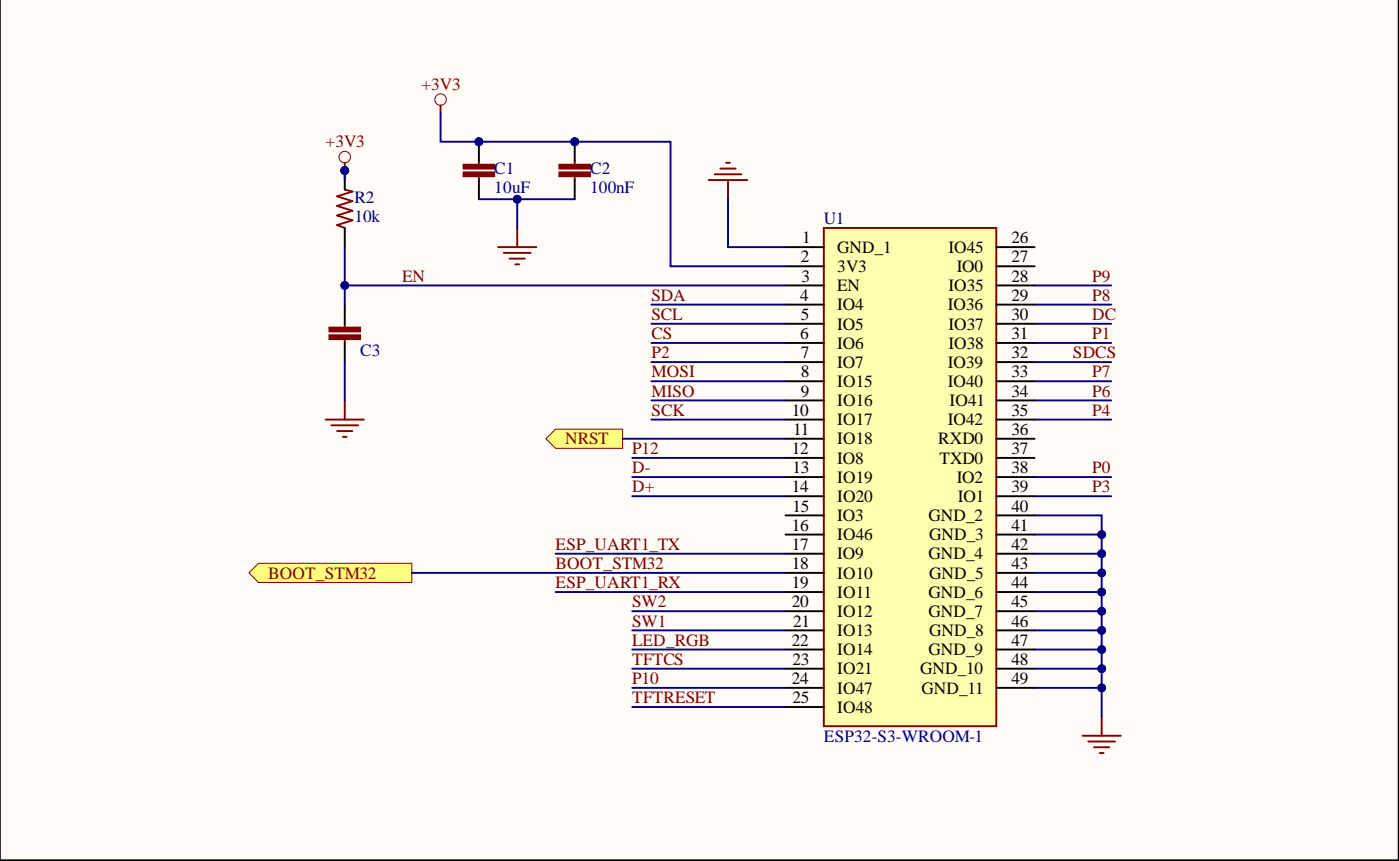 +3V3
+3V3
C1
10uF
C2
100nF
R2
10k
EN
C3
U1
1 GND_1
2 3V3
3 EN
SDA 4 IO4
SCL 5 IO5
CS 6 IO6
P2 7 IO7
MOSI 8 IO15
MISO 9 IO16
SCK 10 IO17
NRST 11 IO18
P12 12 IO8
D- 13 IO19
D+ 14 IO20
15 IO3
16 IO46
ESP_UART1_TX 17 IO9
BOOT_STM32 BOOT_STM32 18 IO10
ESP_UART1_RX 19 IO11
SW2 20 IO12
SW1 21 IO13
LED_RGB 22 IO14
TFTCS 23 IO21
P10 24 IO47
TFTRESET 25 IO48
IO45 26
IO0 27
IO35 28 P9
IO36 29 P8
IO37 30 DC
IO38 31 P1
IO39 32 SDCS
IO40 33 P7
IO41 34 P6
IO42 35 P4
RXD0 36
TXD0 37
IO2 38 P0
IO1 39 P3
GND_2 40
GND_3 41
GND_4 42
GND_5 43
GND_6 44
GND_7 45
GND_8 46
GND_9 47
GND_10 48
GND_11 49
ESP32-S3-WROOM-1